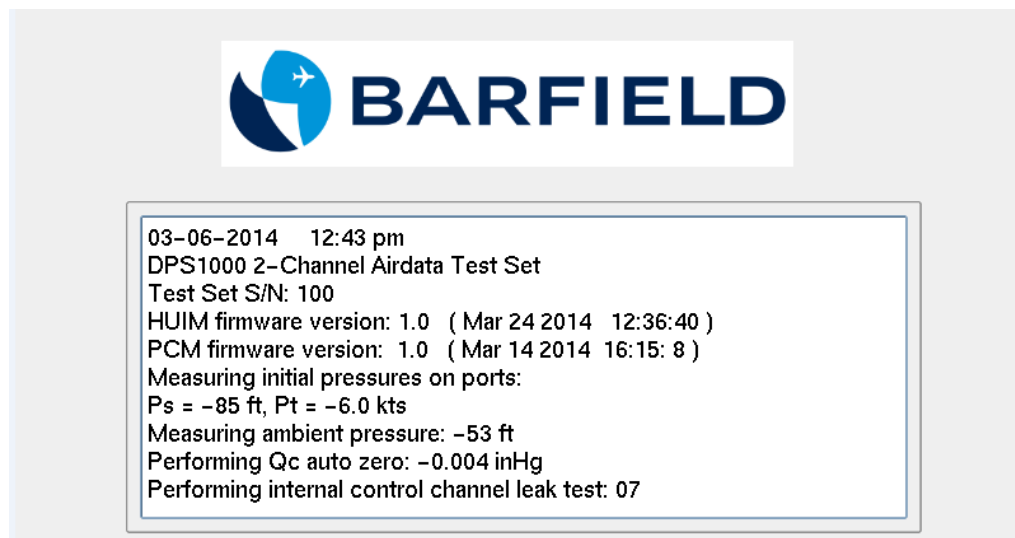 BARFIELD
03-06-2014 12:43 pm
DPS1000 2-Channel Airdata Test Set
Test Set S/N: 100
HUIM firmware version: 1.0 ( Mar 24 2014 12:36:40 )
PCM firmware version: 1.0 ( Mar 14 2014 16:15: 8 )
Measuring initial pressures on ports:
Ps = -85 ft, Pt = -6.0 kts
Measuring ambient pressure: -53 ft
Performing Qc auto zero: -0.004 inHg
Performing internal control channel leak test: 07